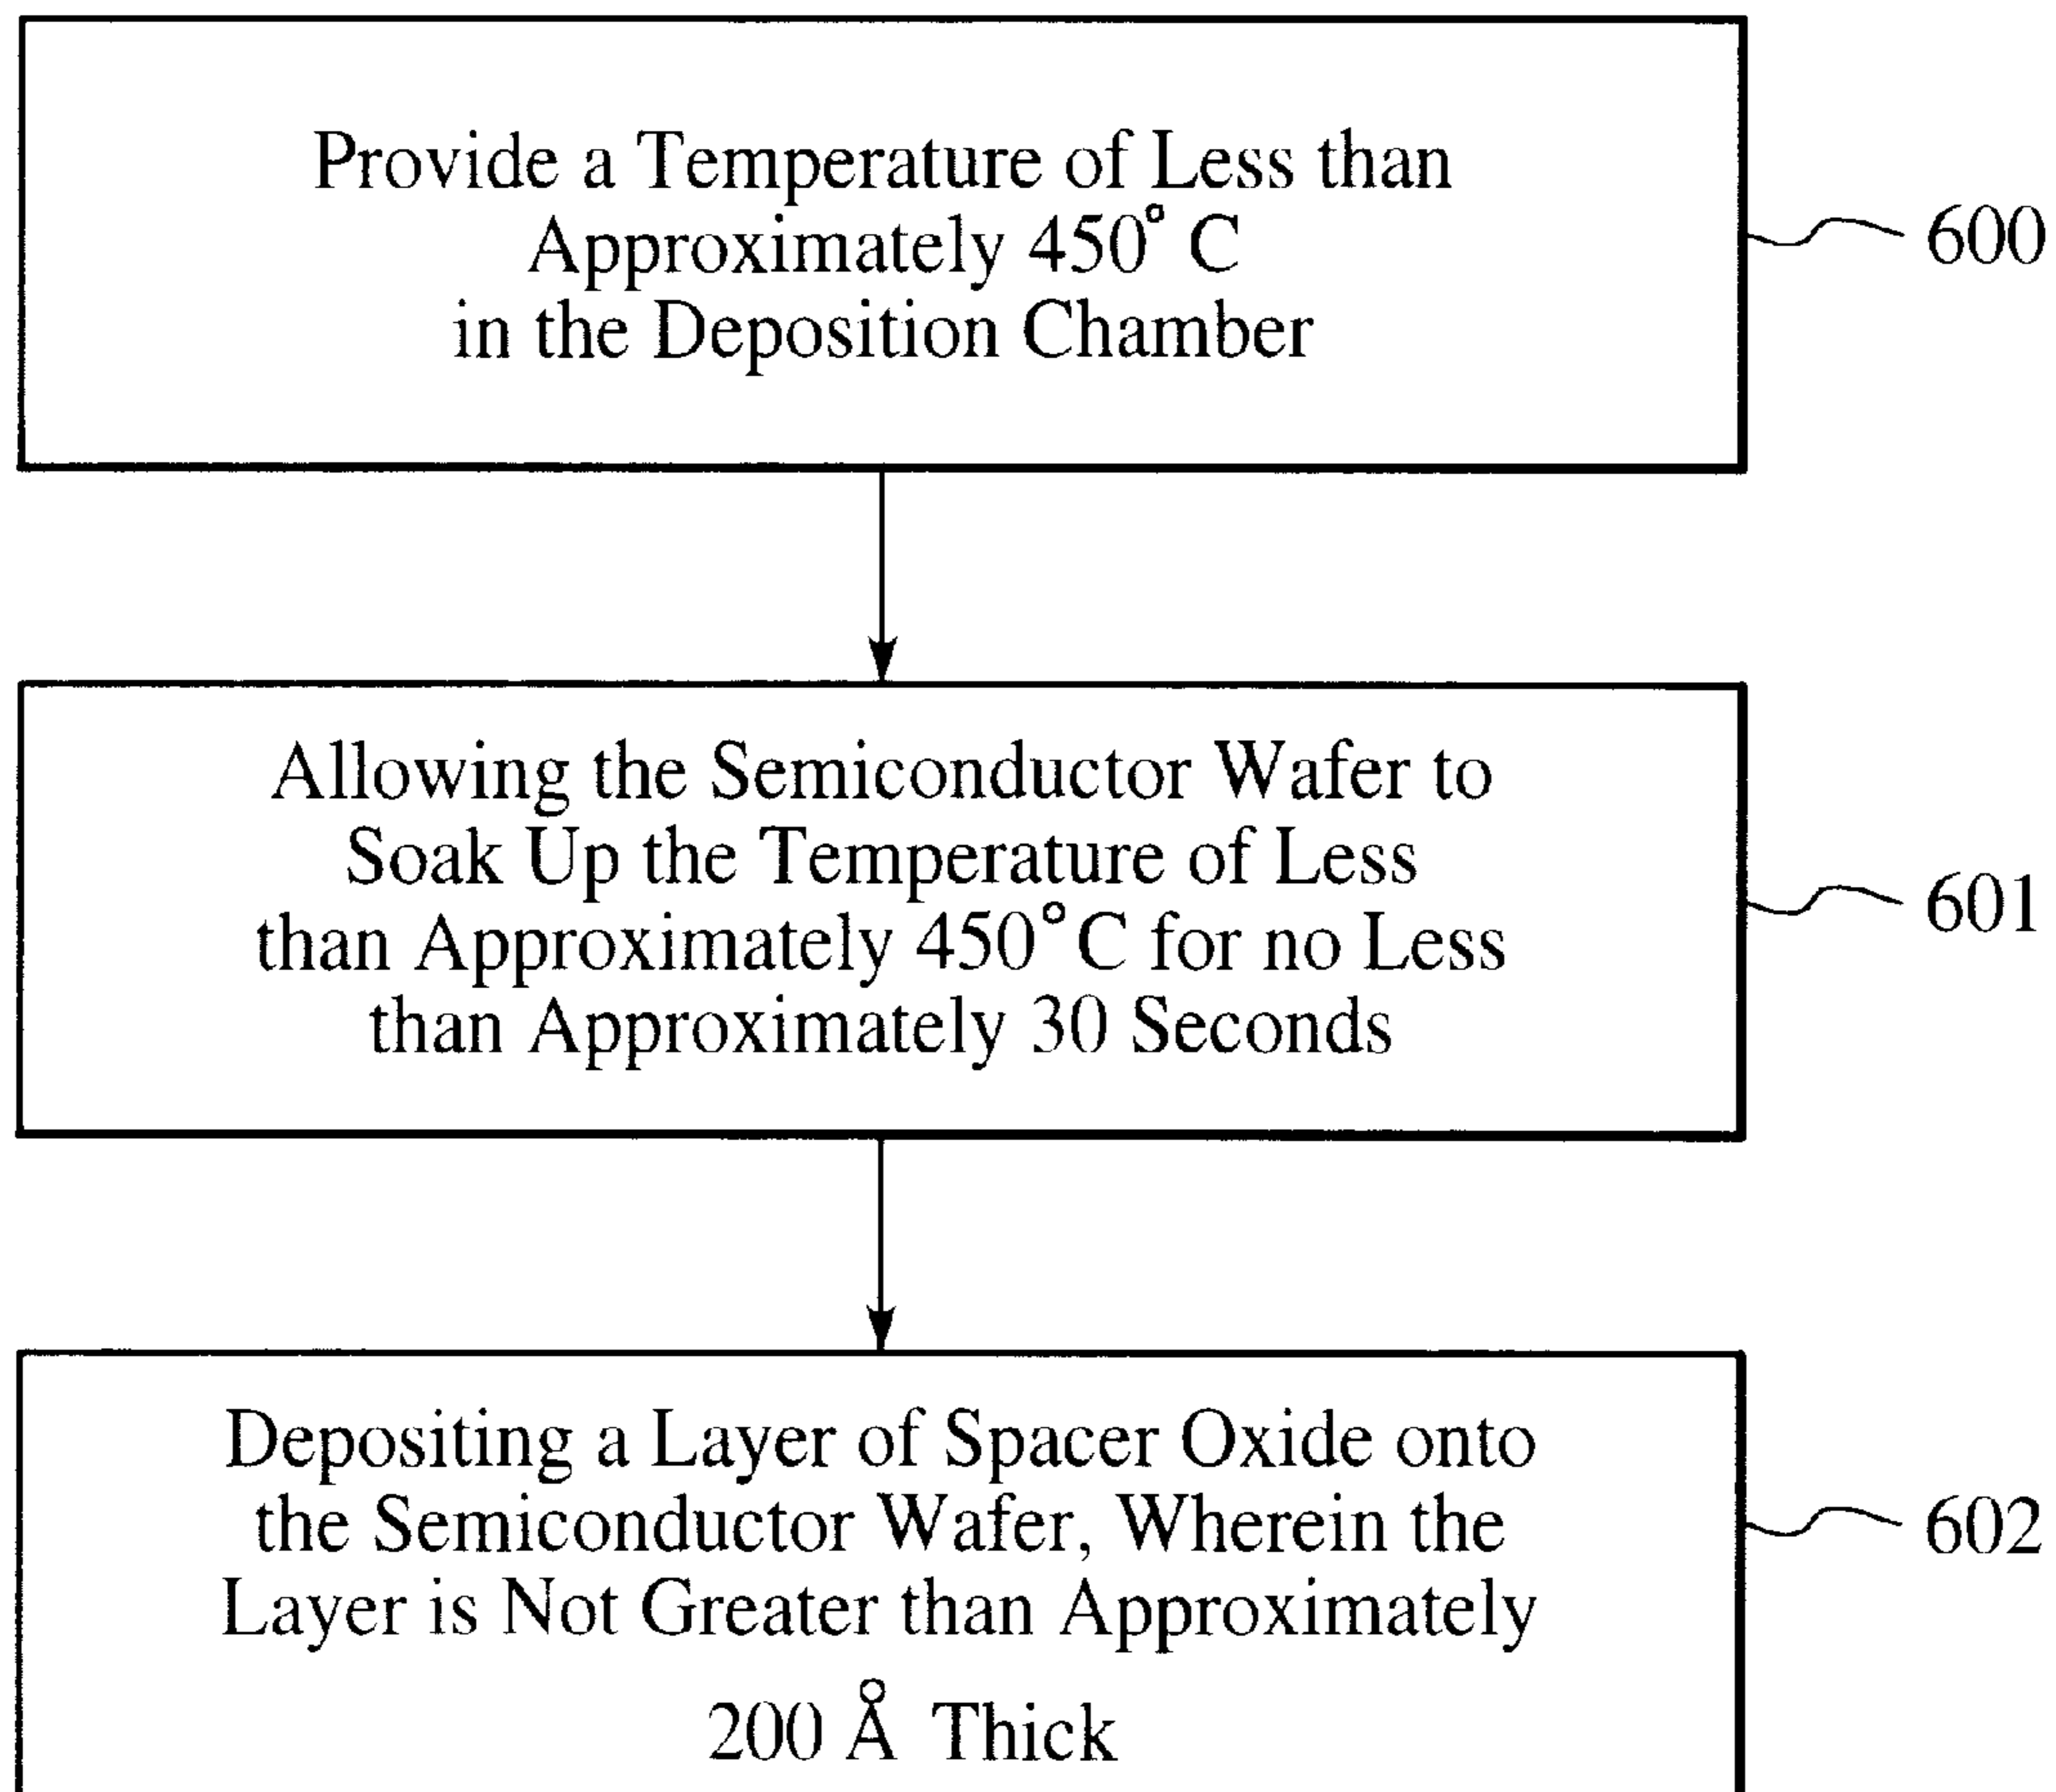 Provide a Temperature of Less than
Approximately 450° C
in the Deposition Chamber
600
Allowing the Semiconductor Wafer to
Soak Up the Temperature of Less
than Approximately 450°C for no Less
than Approximately 30 Seconds
601
Depositing a Layer of Spacer Oxide onto
the Semiconductor Wafer, Wherein the
Layer is Not Greater than Approximately
200 Å Thick
602